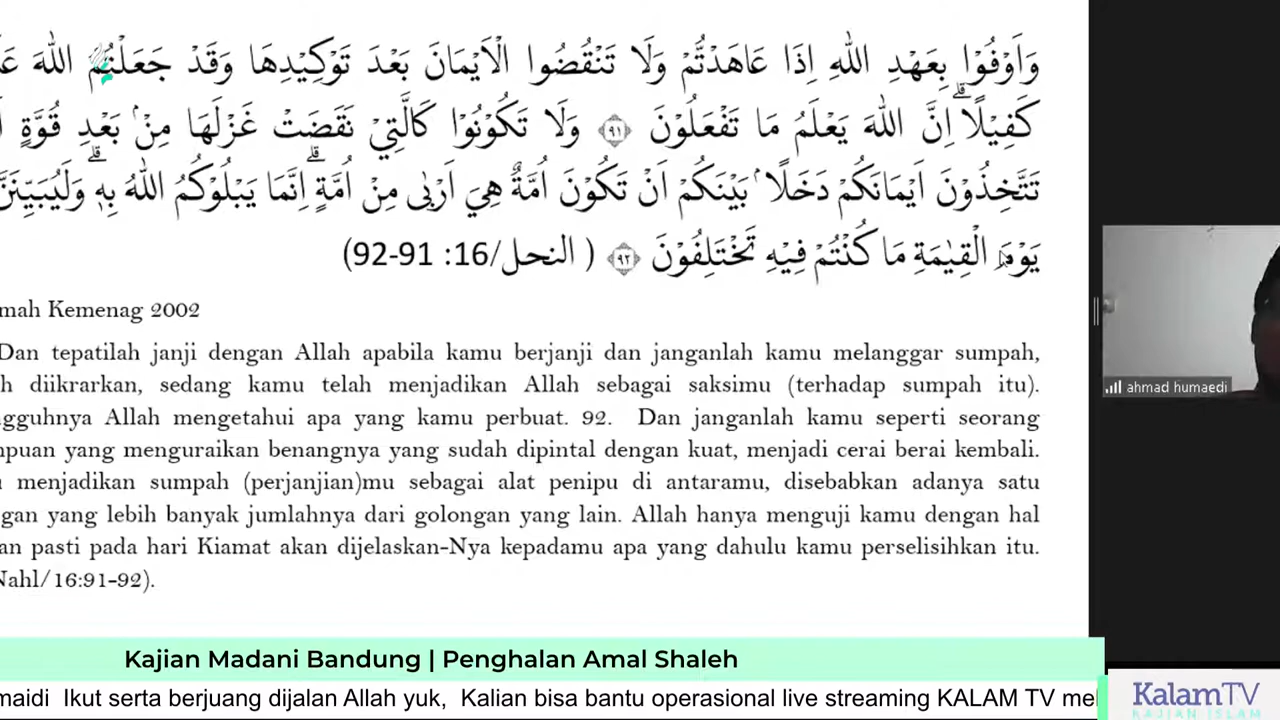 وَاَوْفُوْا بِعَهْدِ اللّٰهِ اِذَا عَاهَدْتُّمْ وَلَا تَنْقُضُوا الْاَيْمَانَ بَعْدَ تَوْكِيْدِهَا وَقَدْ جَعَلْتُمُ اللّٰهَ
كَفِيْلًاۗ اِنَّ اللّٰهَ يَعْلَمُ مَا تَفْعَلُوْنَ ٩١ وَلَا تَكُوْنُوْا كَالَّتِيْ نَقَضَتْ غَزْلَهَا مِنْۢ بَعْدِ قُوَّةٍ
تَتَّخِذُوْنَ اَيْمَانَكُمْ دَخَلًا ۢ بَيْنَكُمْ اَنْ تَكُوْنَ اُمَّةٌ هِيَ اَرْبٰى مِنْ اُمَّةٍۗ اِنَّمَا يَبْلُوْكُمُ اللّٰهُ بِهٖۗ وَلَيُبَيِّنَنَّ
يَوْمَ الْقِيٰمَةِ مَا كُنْتُمْ فِيْهِ تَخْتَلِفُوْنَ ٩٢ ( النحل/16: 91-92)
mah Kemenag 2002
Dan tepatilah janji dengan Allah apabila kamu berjanji dan janganlah kamu melanggar sumpah,
h diikrarkan, sedang kamu telah menjadikan Allah sebagai saksimu (terhadap sumpah itu).
gguhnya Allah mengetahui apa yang kamu perbuat. 92. Dan janganlah kamu seperti seorang
npuan yang menguraikan benangnya yang sudah dipintal dengan kuat, menjadi cerai berai kembali.
menjadikan sumpah (perjanjian)mu sebagai alat penipu di antaramu, disebabkan adanya satu
gan yang lebih banyak jumlahnya dari golongan yang lain. Allah hanya menguji kamu dengan hal
an pasti pada hari Kiamat akan dijelaskan-Nya kepadamu apa yang dahulu kamu perselisihkan itu.
Nahl/16:91-92).
ahmad humaedi
Kajian Madani Bandung | Penghalan Amal Shaleh
maidi Ikut serta berjuang dijalan Allah yuk, Kalian bisa bantu operasional live streaming KALAM TV mel
KalamTV
KAJIAN ISLAM